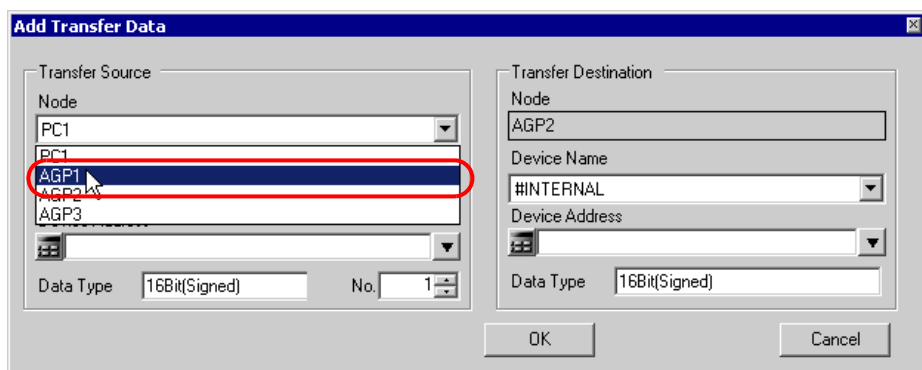 Add Transfer Data
Transfer Source
Node
PC1
PC1
AGP1
AGP2
AGP3
Data Type 16Bit(Signed) No. 1
Transfer Destination
Node
AGP2
Device Name
#INTERNAL
Device Address
Data Type 16Bit(Signed)
OK Cancel